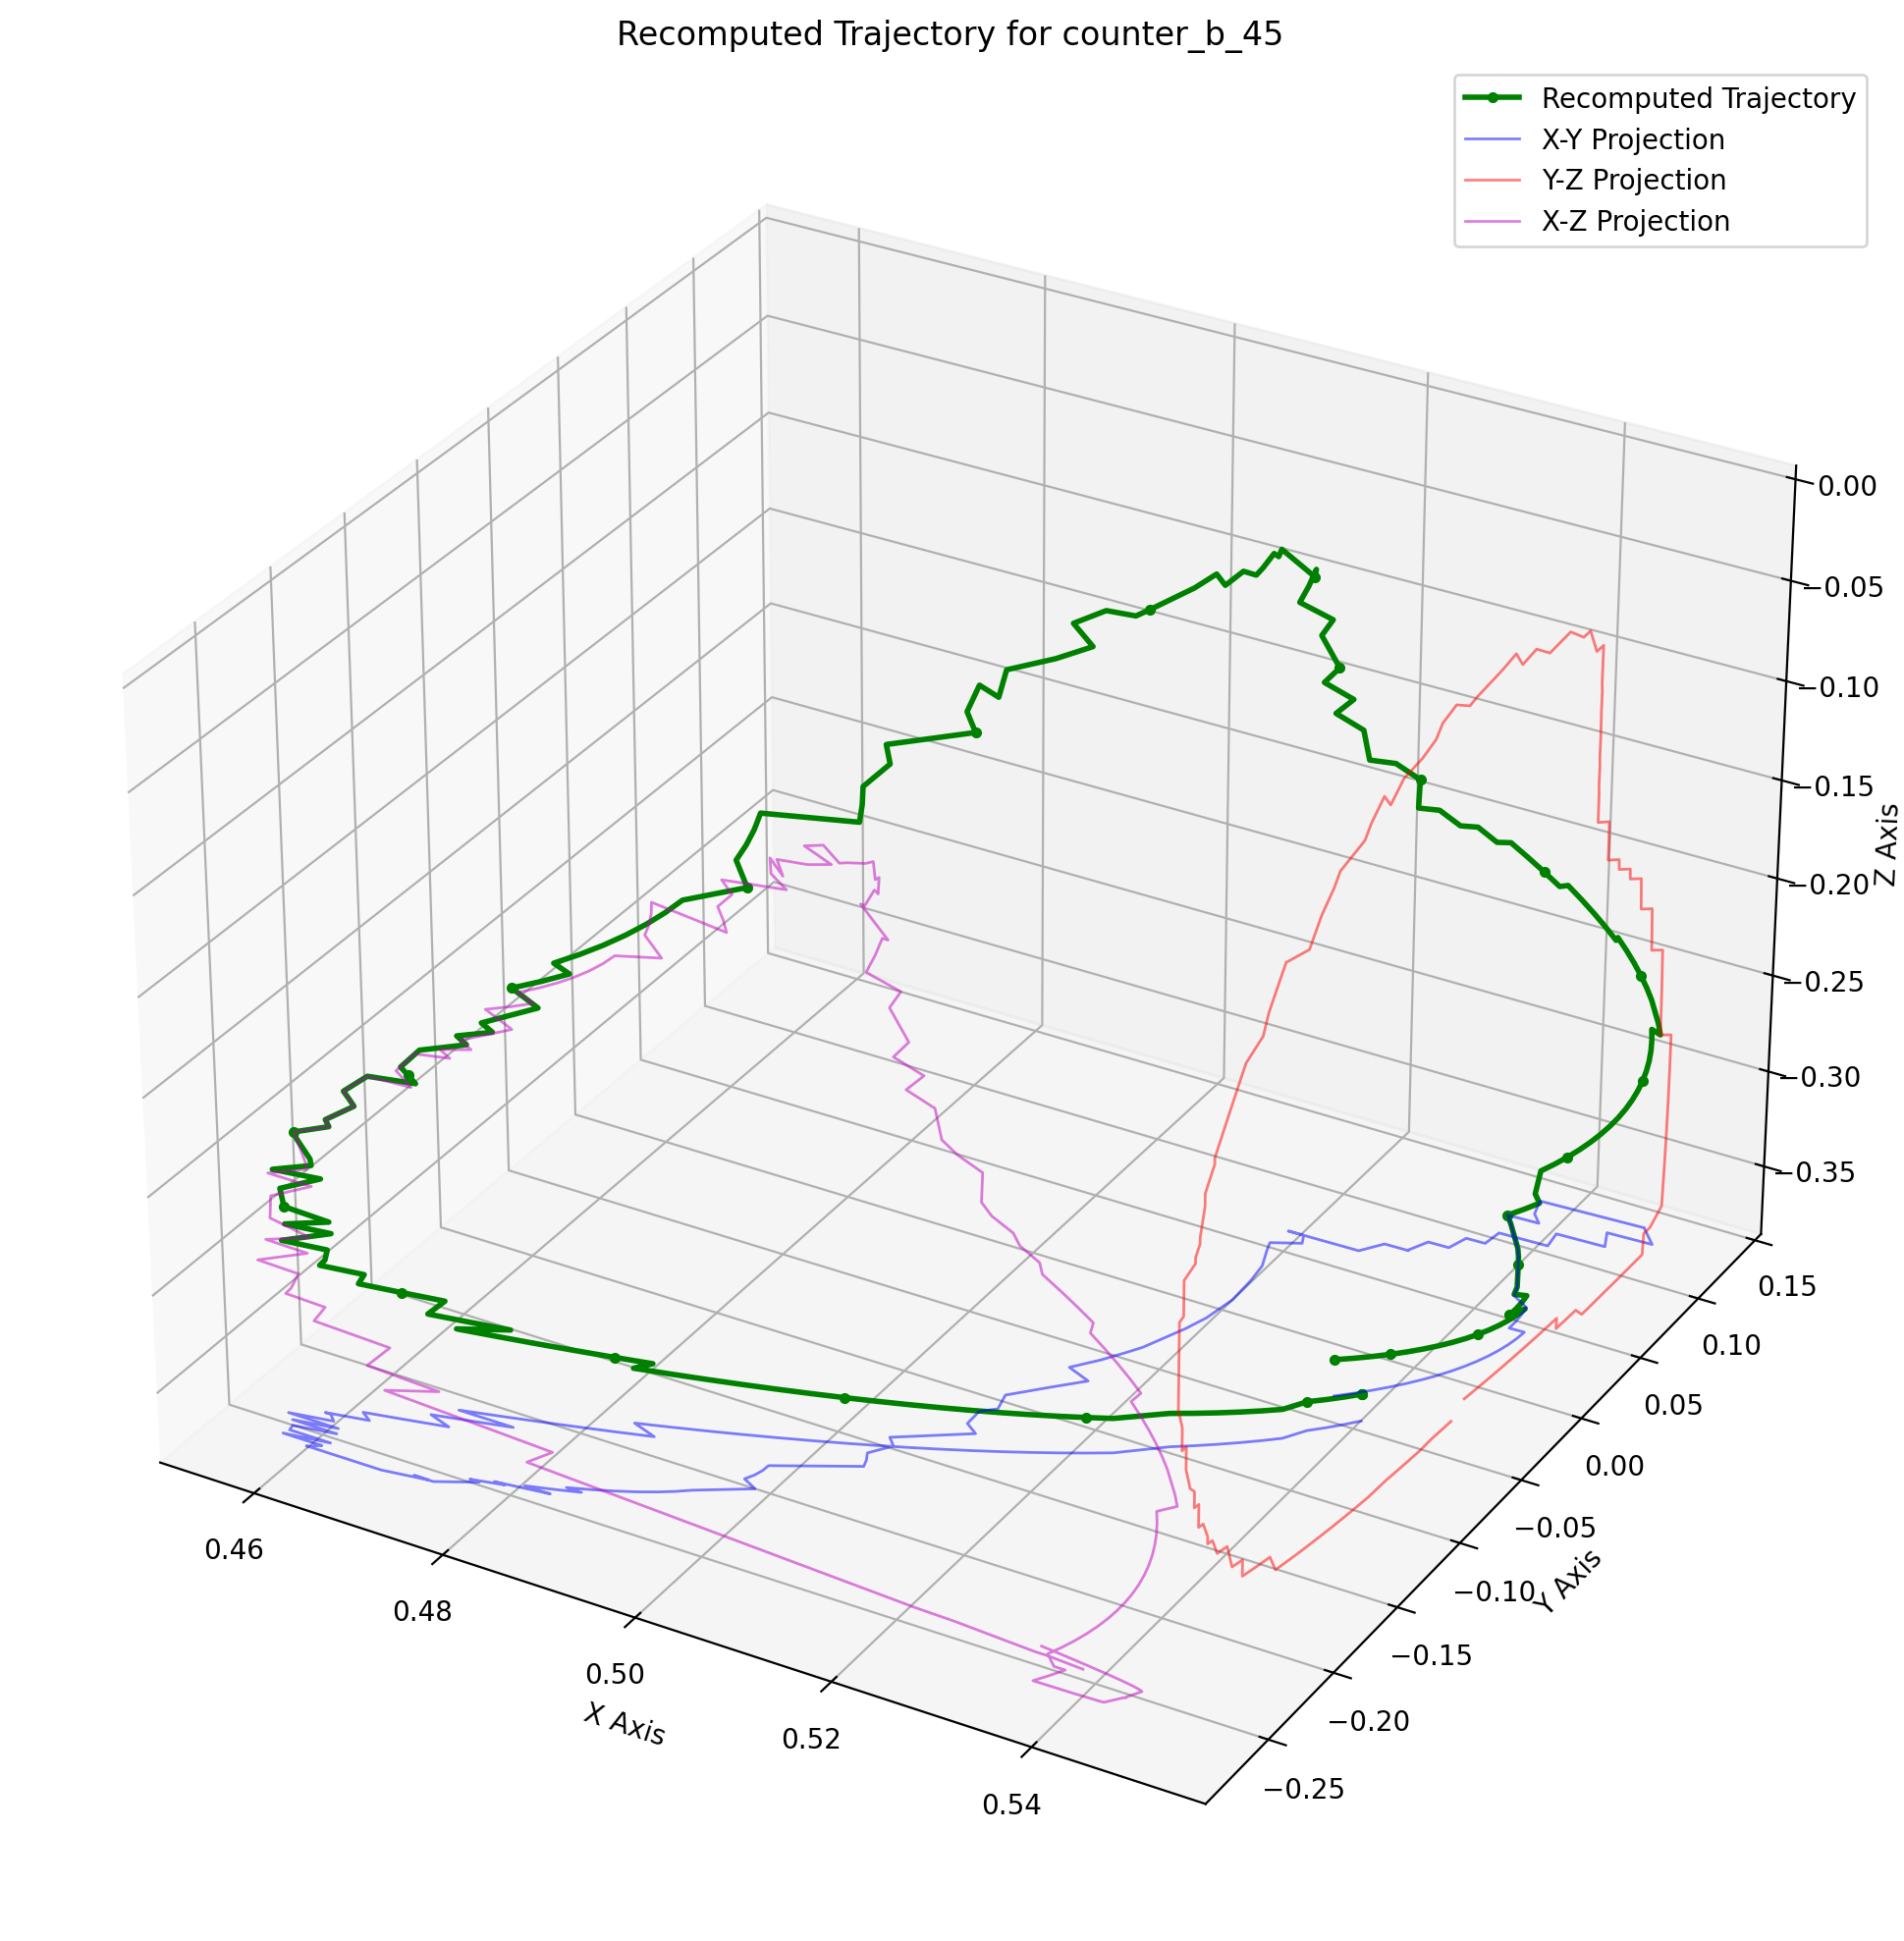 Recomputed Trajectory for counter_b_45
Recomputed Trajectory
X-Y Projection
Y-Z Projection
X-Z Projection
0.00
−0.05
−0.10
−0.15
−0.20
−0.25
−0.30
−0.35
Z Axis
0.15
0.10
0.05
0.00
−0.05
−0.10
−0.15
−0.20
−0.25
Y Axis
0.46
0.48
0.50
0.52
0.54
X Axis